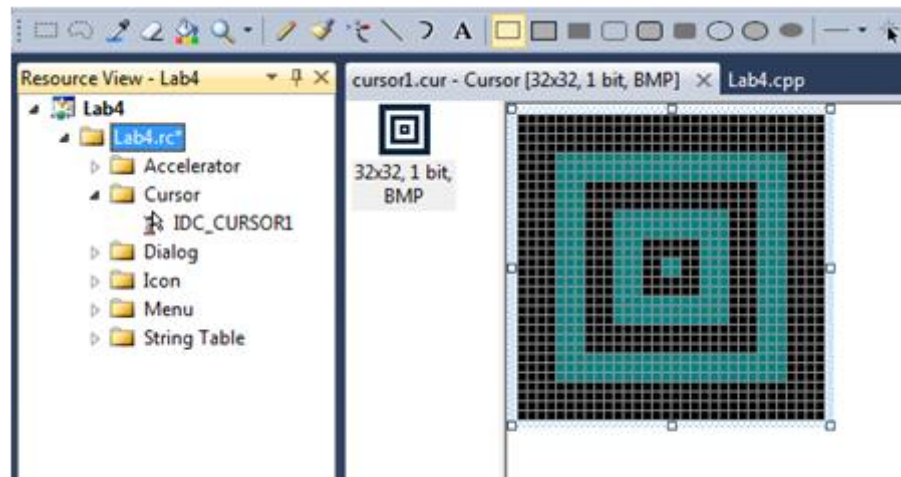 A
Resource View - Lab4
cursor1.cur - Cursor [32x32, 1 bit, BMP]
Lab4.cpp
Lab4
Lab4.rc*
Accelerator
Cursor
IDC_CURSOR1
Dialog
Icon
Menu
String Table
32x32, 1 bit,
BMP